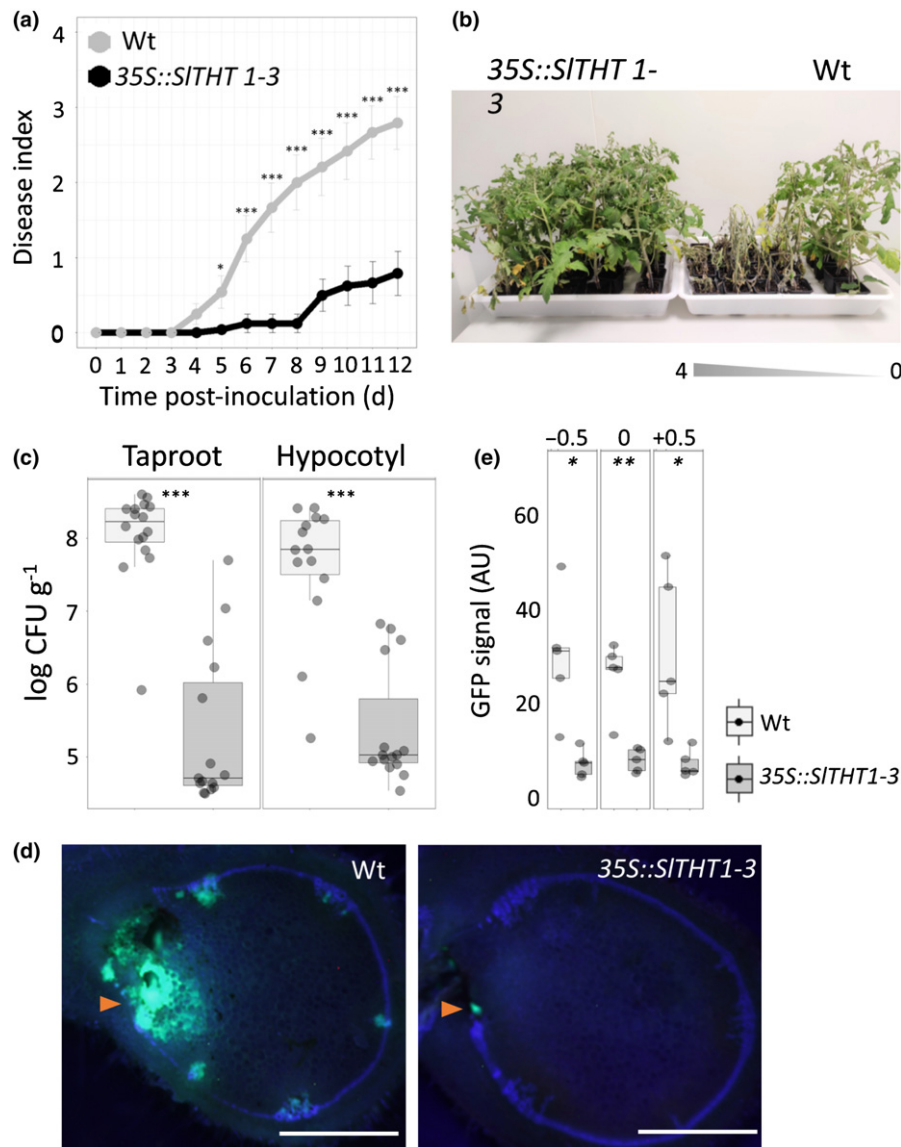 (a)
4
3
2
1
0
Disease index
Wt
35S::SlTHT 1-3
*
***
***
***
***
***
***
***
0 1 2 3 4 5 6 7 8 9 10 11 12
Time post-inoculation (d)
(b)
35S::SlTHT 1-
3
Wt
4 0
(c)
Taproot Hypocotyl
*** ***
8
7
6
5
log CFU g⁻¹
(e)
−0.5 0 +0.5
* ** *
60
40
20
0
GFP signal (AU)
Wt
35S::SlTHT1-3
(d)
Wt
35S::SlTHT1-3